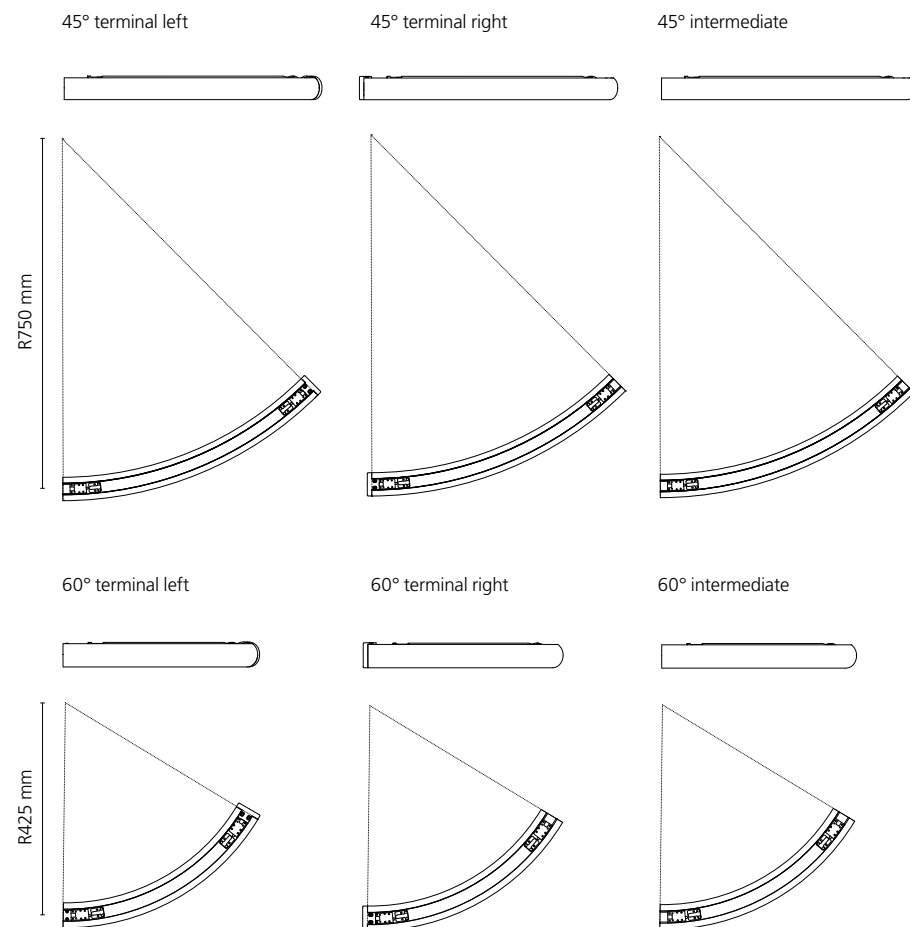 45° terminal left
45° terminal right
45° intermediate
R750 mm
60° terminal left
60° terminal right
60° intermediate
R425 mm